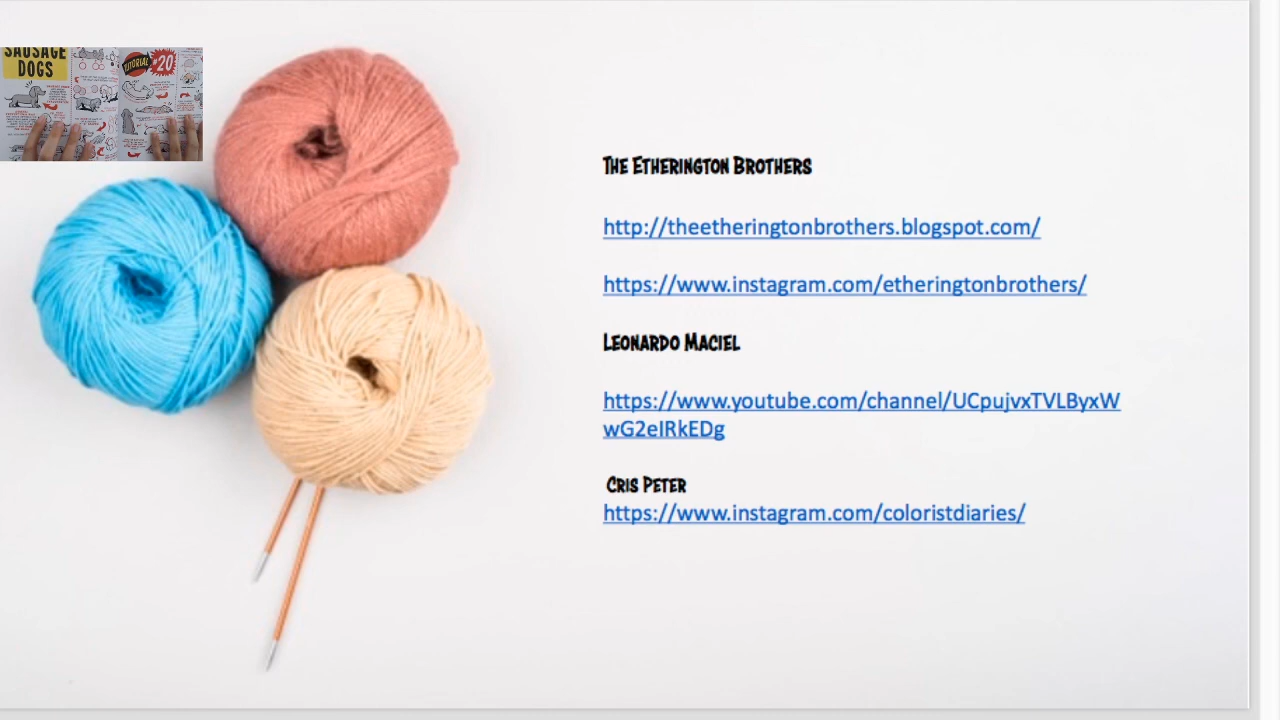 SAUSAGE
DOGS
TUTORIAL #20
THE ETHERINGTON BROTHERS
http://theetheringtonbrothers.blogspot.com/
https://www.instagram.com/etheringtonbrothers/
LEONARDO MACIEL
https://www.youtube.com/channel/UCpujvxTVLByxW
wG2eIRkEDg
CRIS PETER
https://www.instagram.com/coloristdiaries/